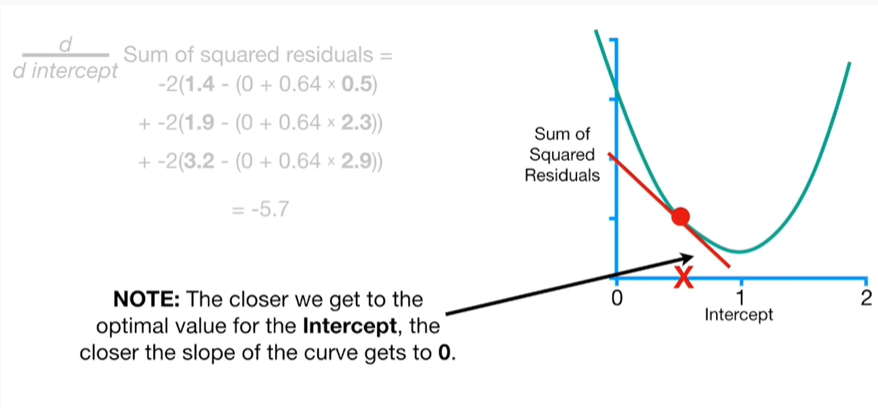 d
d intercept
Sum of squared residuals =
-2(1.4 - (0 + 0.64 × 0.5)
+ -2(1.9 - (0 + 0.64 × 2.3))
+ -2(3.2 - (0 + 0.64 × 2.9))
= -5.7
NOTE: The closer we get to the
optimal value for the Intercept, the
closer the slope of the curve gets to 0.
Sum of
Squared
Residuals
X
0 1 2
Intercept